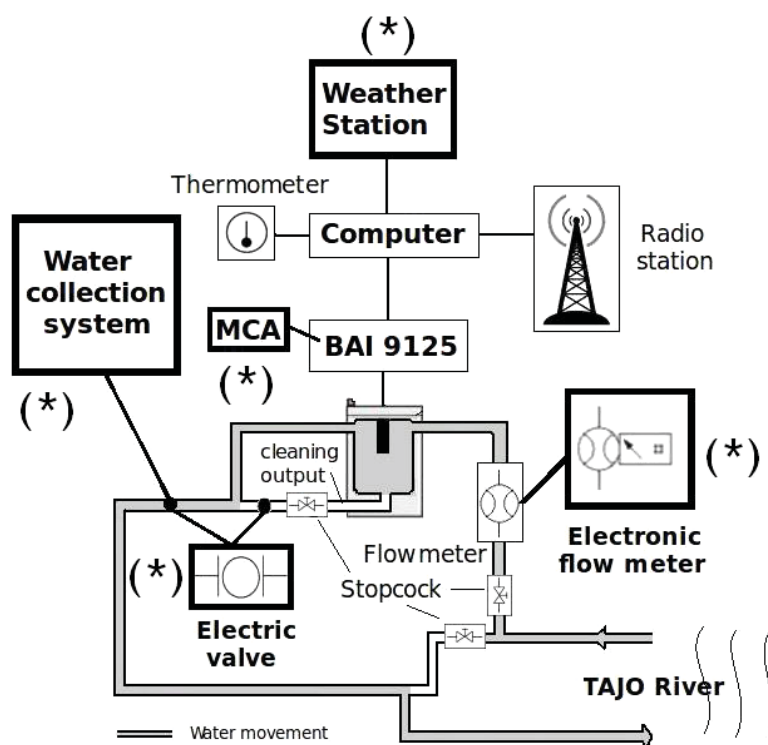 (*)
Weather
Station
Thermometer
Computer
Radio
station
Water
collection
system
MCA
BAI 9125
(*)
(*)
cleaning
output
(*)
Electronic
flow meter
Flowmeter
(*)
Stopcock
Electric
valve
TAJO River
Water movement